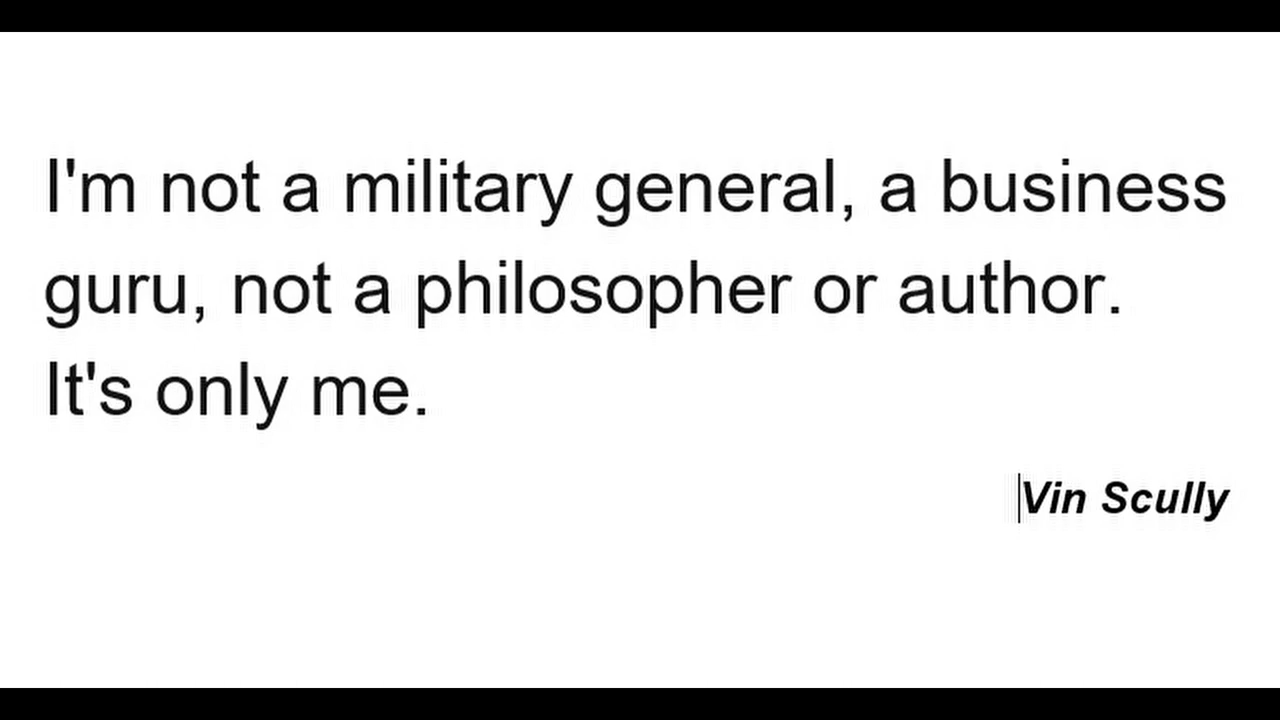 I'm not a military general, a business
guru, not a philosopher or author.
It's only me.
Vin Scully